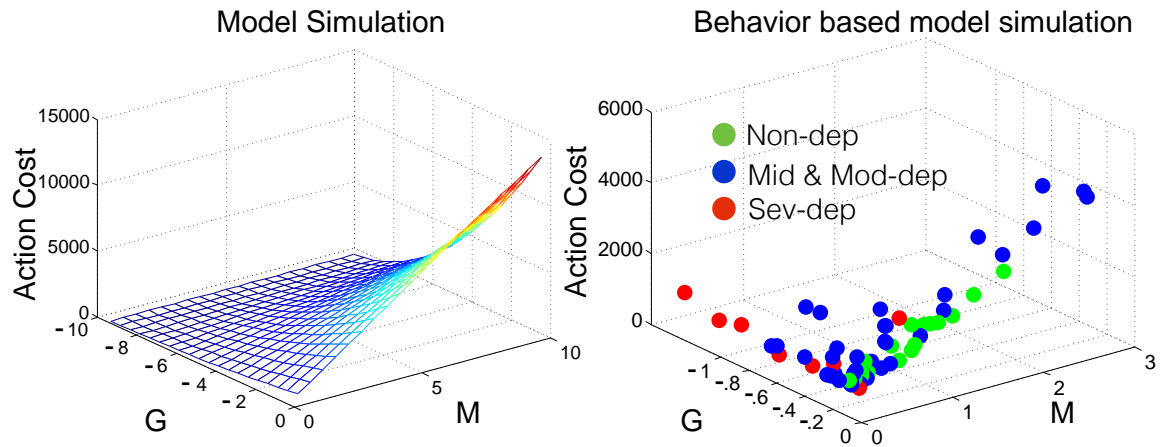 Model Simulation
15000
10000
5000
0
Action Cost
-10
-8
-6
-4
-2
0
G
0
5
10
M
Behavior based model simulation
6000
4000
2000
0
Action Cost
Non-dep
Mid & Mod-dep
Sev-dep
-1
-.8
-.6
-.4
-.2
0
G
0
1
2
3
M